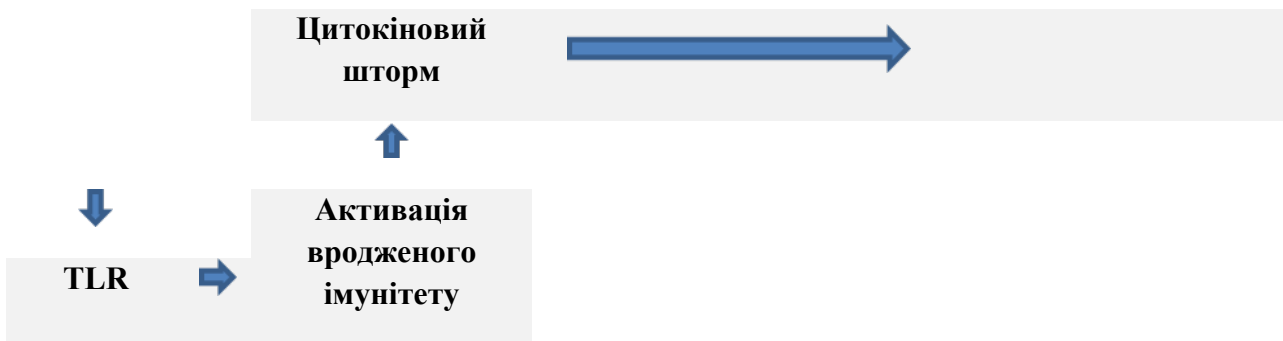 Цитокіновий
шторм
Активація
вродженого
імунітету
TLR